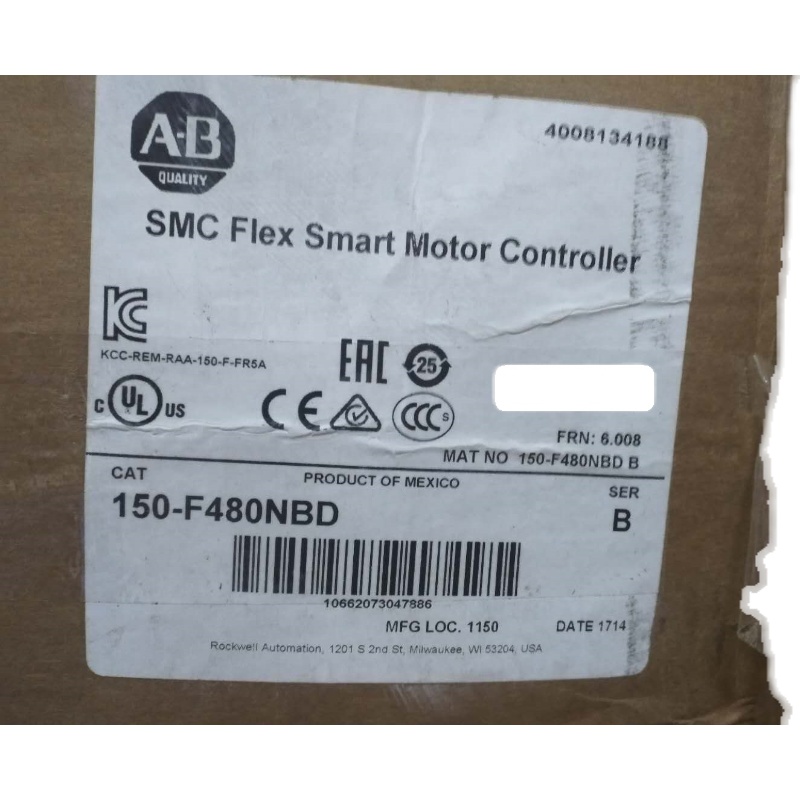 A-B
QUALITY
4008134188
SMC Flex Smart Motor Controller
KC
KCC-REM-RAA-150-F-FR5A
EAC
25
C UL US
CE
CCC S
FRN: 6.008
MAT NO 150-F480NBD B
CAT
PRODUCT OF MEXICO
SER
150-F480NBD
B
10662073047886
MFG LOC. 1150
DATE 1714
Rockwell Automation, 1201 S 2nd St, Milwaukee, WI 53204, USA